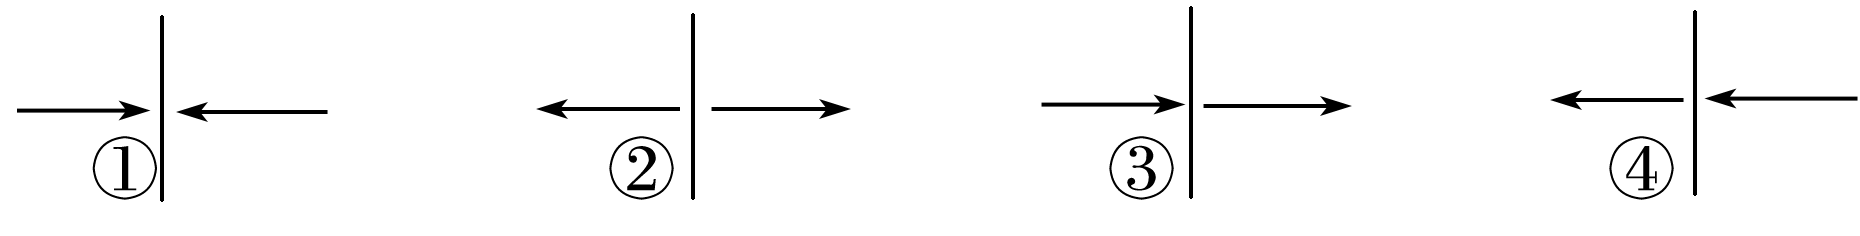 ① ② ③ ④